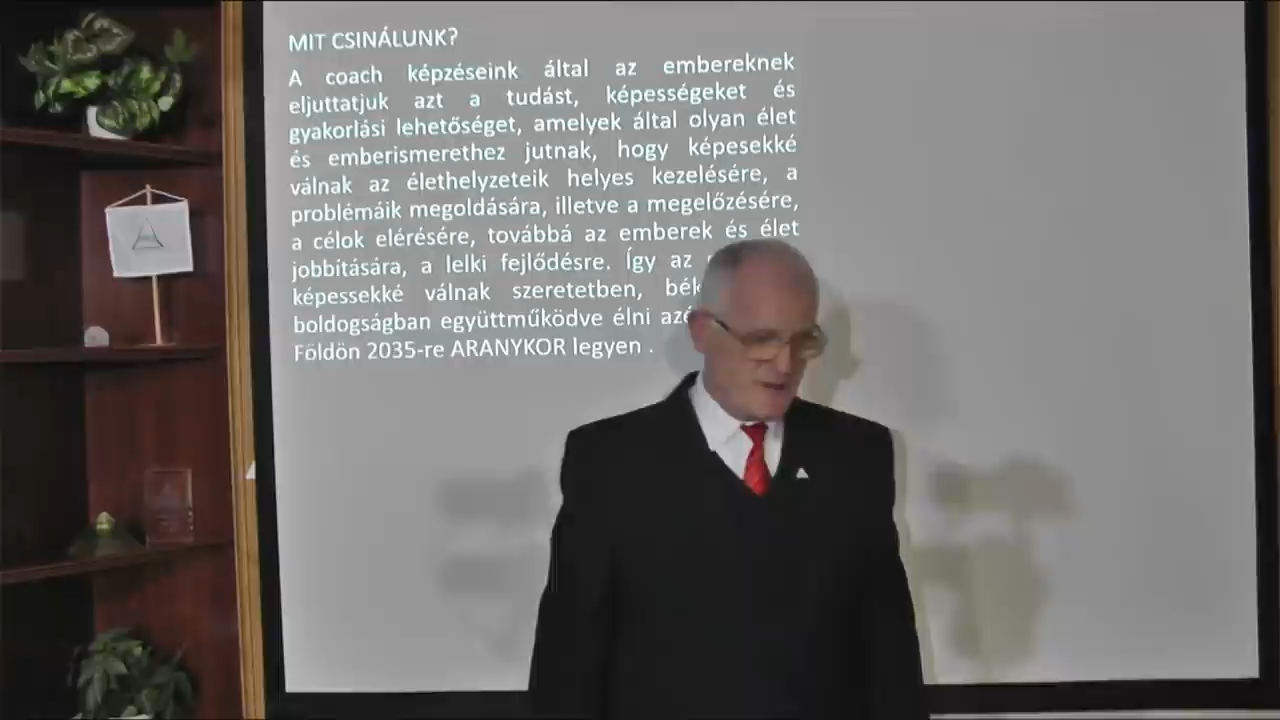 MIT CSINÁLUNK?
A coach képzéseink által az embereknek
eljuttatjuk azt a tudást, képességeket és
gyakorlási lehetőséget, amelyek által olyan élet
és emberismerethez jutnak, hogy képesekké
válnak az élethelyzeteik helyes kezelésére, a
problémáik megoldására, illetve a megelőzésére,
a célok elérésére, továbbá az emberek és élet
jobbítására, a lelki fejlődésre. Így az
képessekké válnak szeretetben,
boldogságban együttműködve élni
Földön 2035-re ARANYKOR legyen .